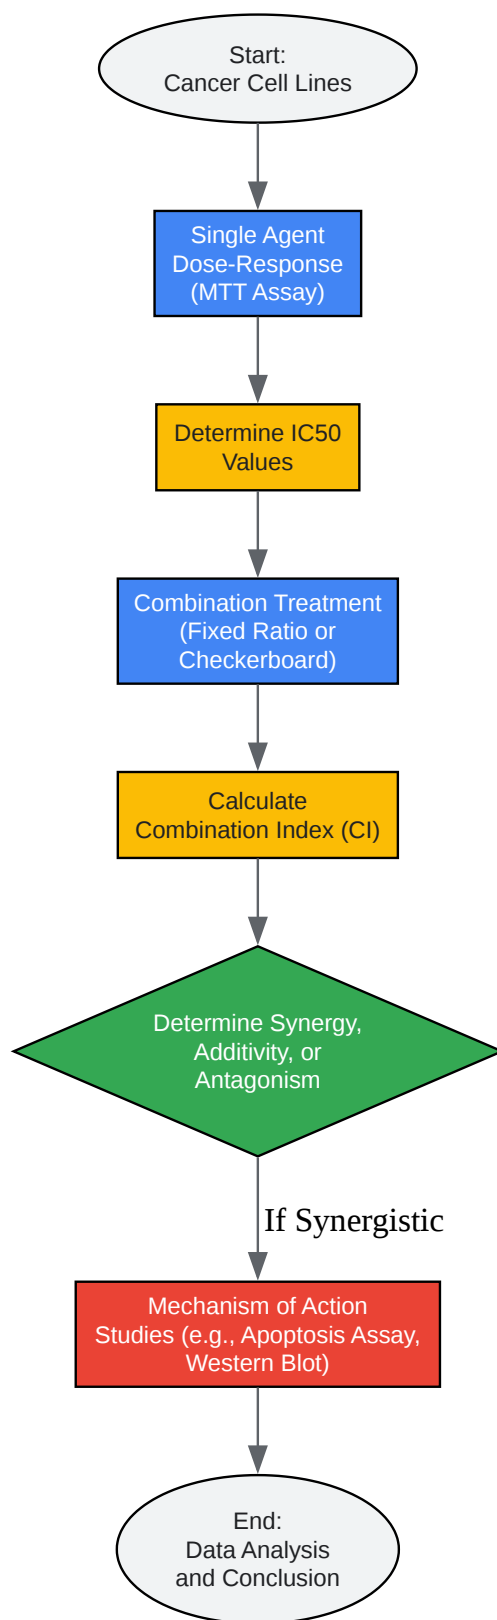 Start:
Cancer Cell Lines
Single Agent
Dose-Response
(MTT Assay)
Determine IC50
Values
Combination Treatment
(Fixed Ratio or
Checkerboard)
Calculate
Combination Index (CI)
Determine Synergy,
Additivity, or
Antagonism
If Synergistic
Mechanism of Action
Studies (e.g., Apoptosis Assay,
Western Blot)
End:
Data Analysis
and Conclusion